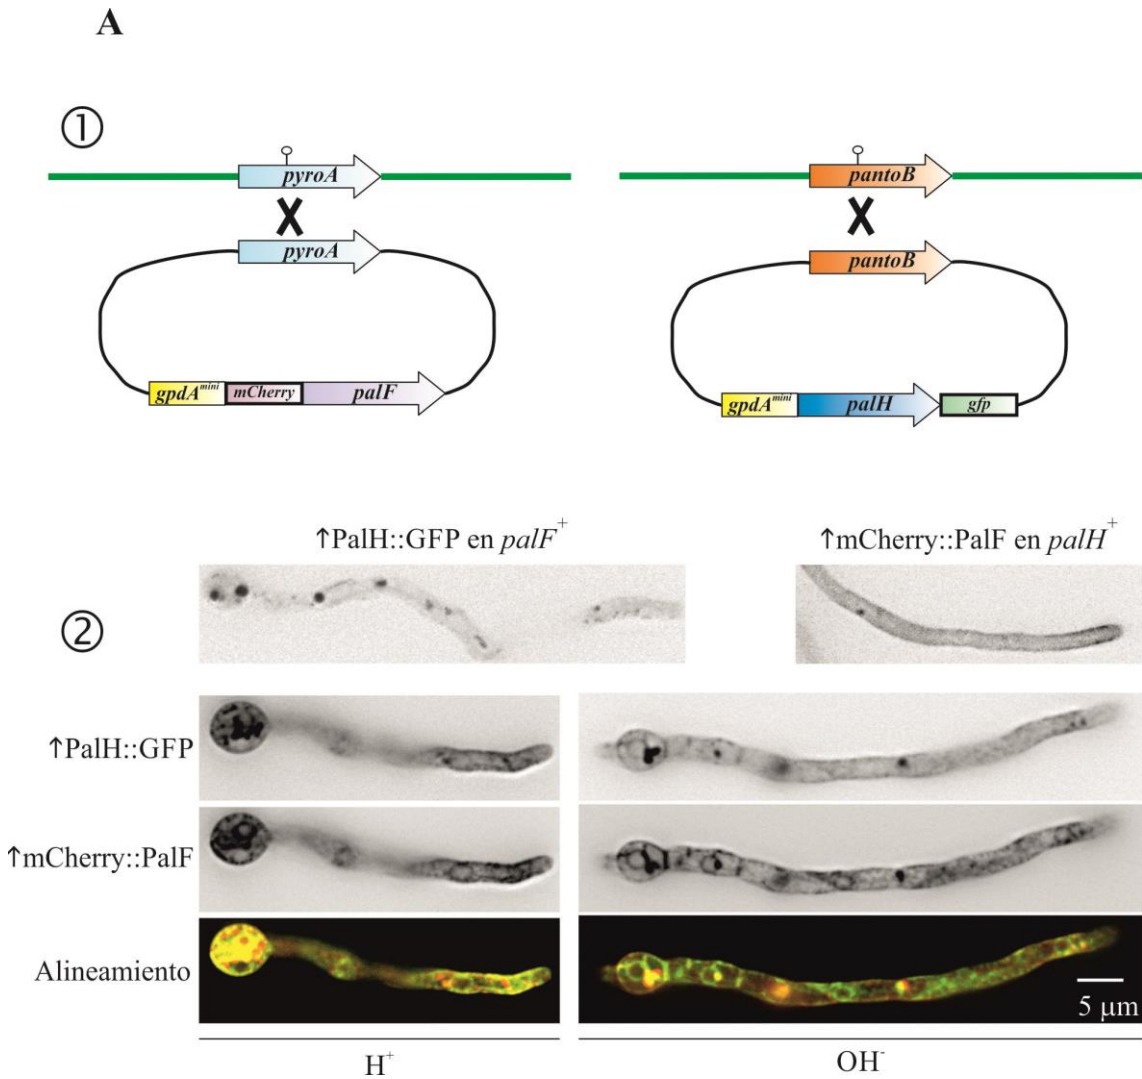 A
①
pyroA
pantoB
pyroA
pantoB
gpdA^mini mCherry palF
gpdA^mini palH gfp
↑PalH::GFP en palF⁺
↑mCherry::PalF en palH⁺
②
↑PalH::GFP
↑mCherry::PalF
Alineamiento
5 μm
H⁺
OH⁻